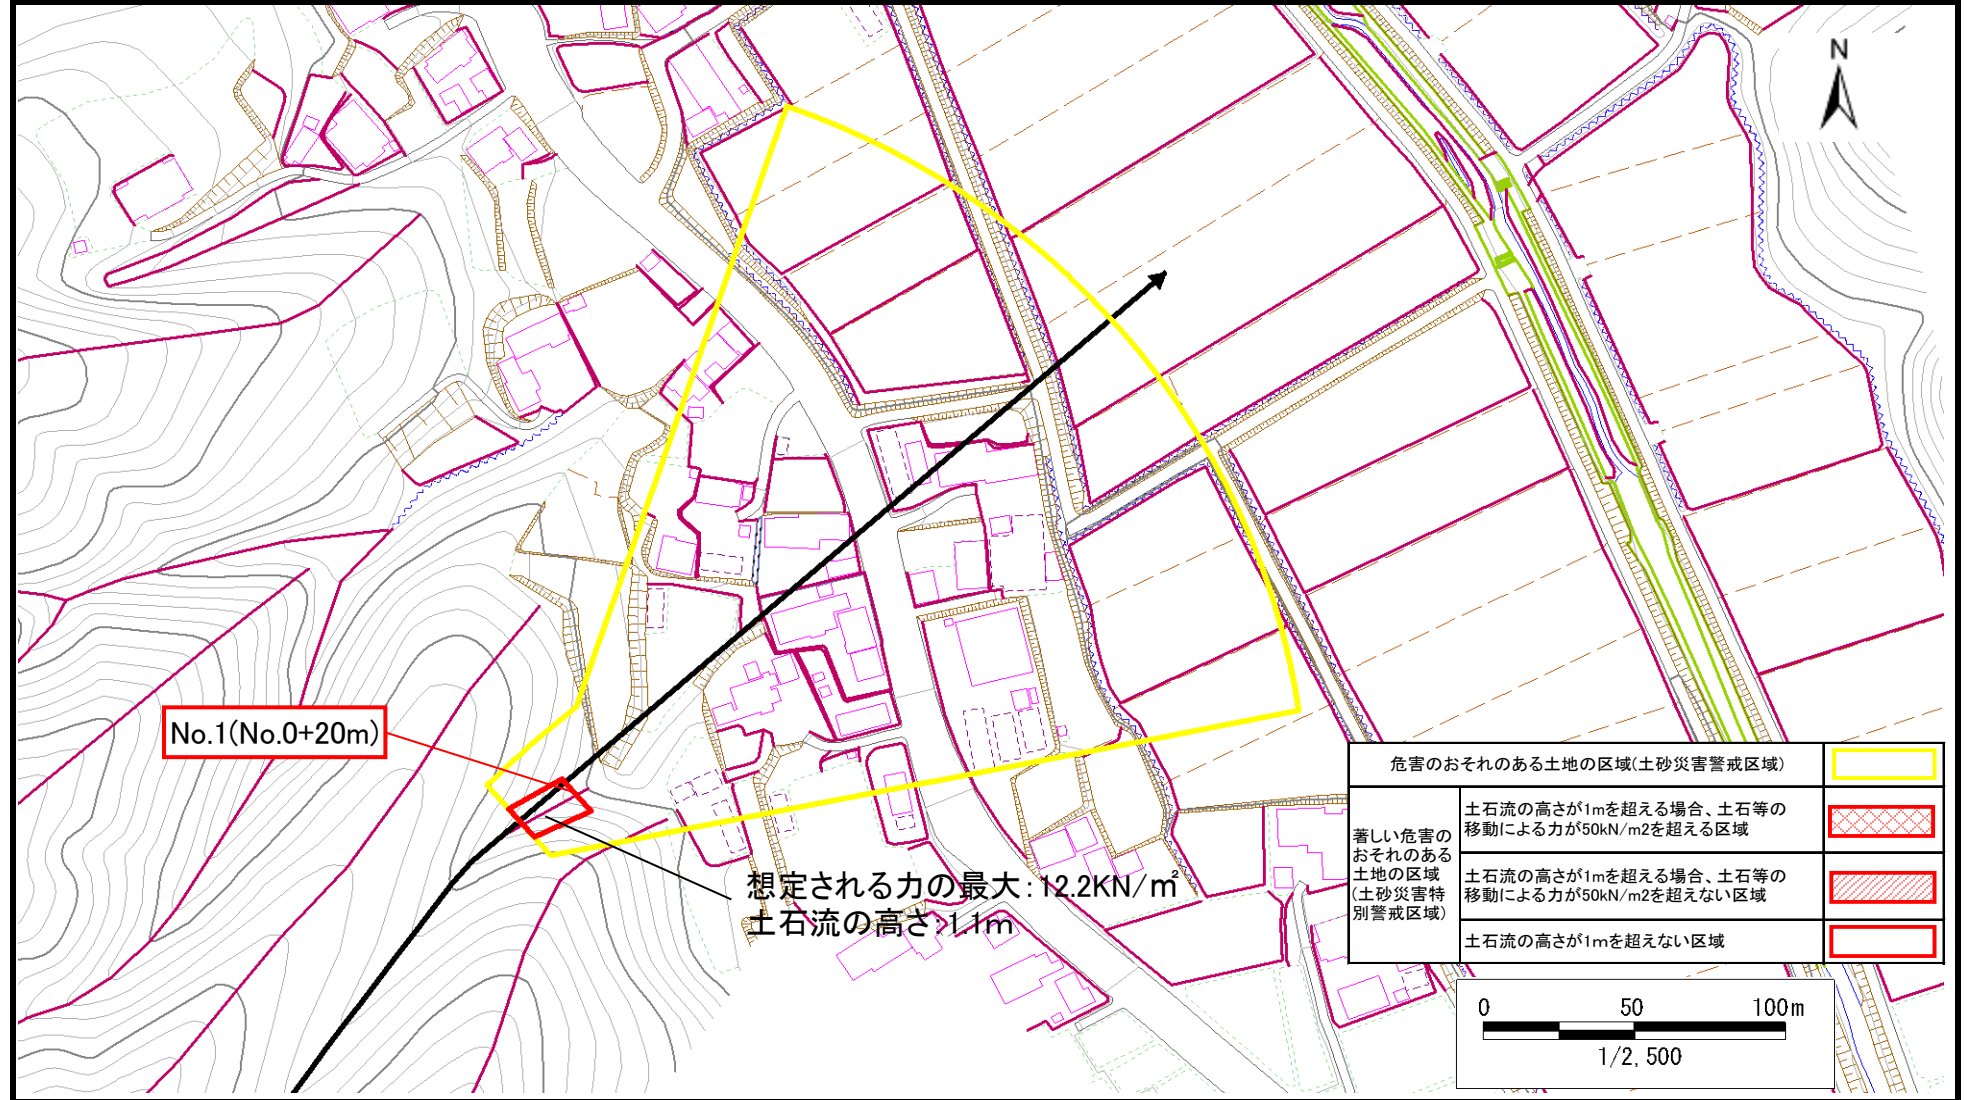 N
No.1(No.0+20m)
想定される力の最大:12.2KN/㎡
土石流の高さ:1.1m
危害のおそれのある土地の区域(土砂災害警戒区域)
著しい危害の
おそれのある
土地の区域
(土砂災害特
別警戒区域)
土石流の高さが1mを超える場合、土石等の
移動による力が50kN/m2を超える区域
土石流の高さが1mを超える場合、土石等の
移動による力が50kN/m2を超えない区域
土石流の高さが1mを超えない区域
0 50 100m
1/2,500